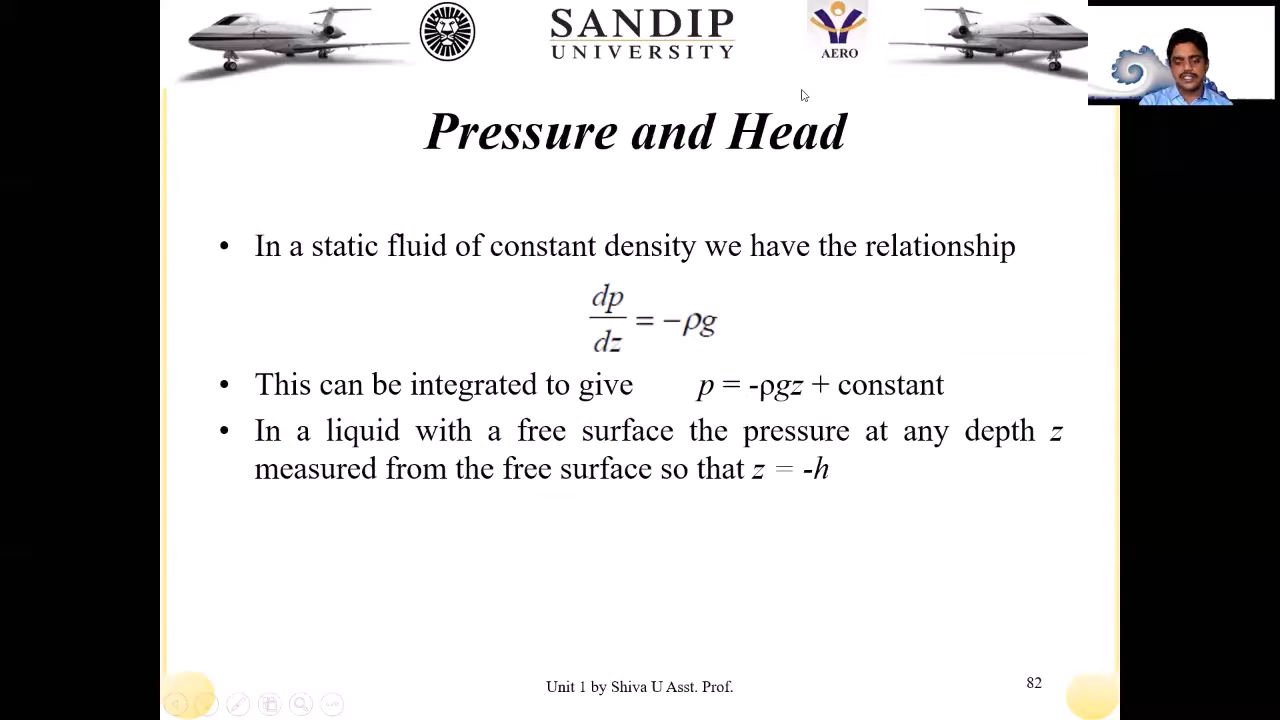 SANDIP
UNIVERSITY
AERO
Pressure and Head
• In a static fluid of constant density we have the relationship
dp
dz
= −ρg
• This can be integrated to give p = -ρgz + constant
• In a liquid with a free surface the pressure at any depth z
measured from the free surface so that z = -h
Unit 1 by Shiva U Asst. Prof.
82